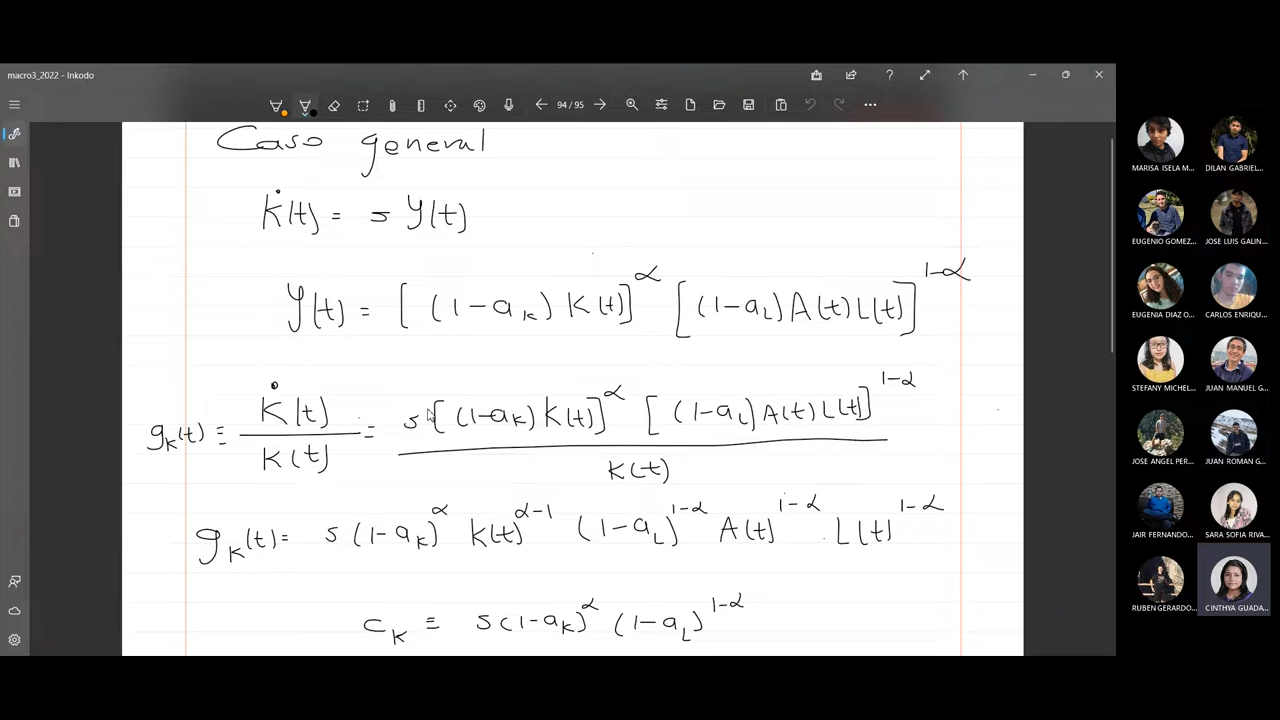 macro3_2022 - Inkodo
94 / 95
Caso general
K̇(t) = s Y(t)
Y(t) = [ (1-a_K) K(t)]^α [(1-a_L) A(t) L(t)]^{1-α}
g_K(t) ≡ K̇(t) / K(t) = s[(1-a_K) K(t)]^α [(1-a_L) A(t) L(t)]^{1-α} / K(t)
g_K(t) = s (1-a_K)^α K(t)^{α-1} (1-a_L)^{1-α} A(t)^{1-α} . L(t)^{1-α}
c_K ≡ s(1-a_K)^α (1-a_L)^{1-α}
MARISA ISELA M...
DILAN GABRIEL...
EUGENIO GOMEZ...
JOSE LUIS GALIN...
EUGENIA DIAZ O...
CARLOS ENRIQU...
STEFANY MICHEL...
JUAN MANUEL G...
JOSE ANGEL PER...
JUAN ROMAN G...
JAIR FERNANDO...
SARA SOFIA RIVA...
RUBEN GERARDO...
CINTHYA GUADA...